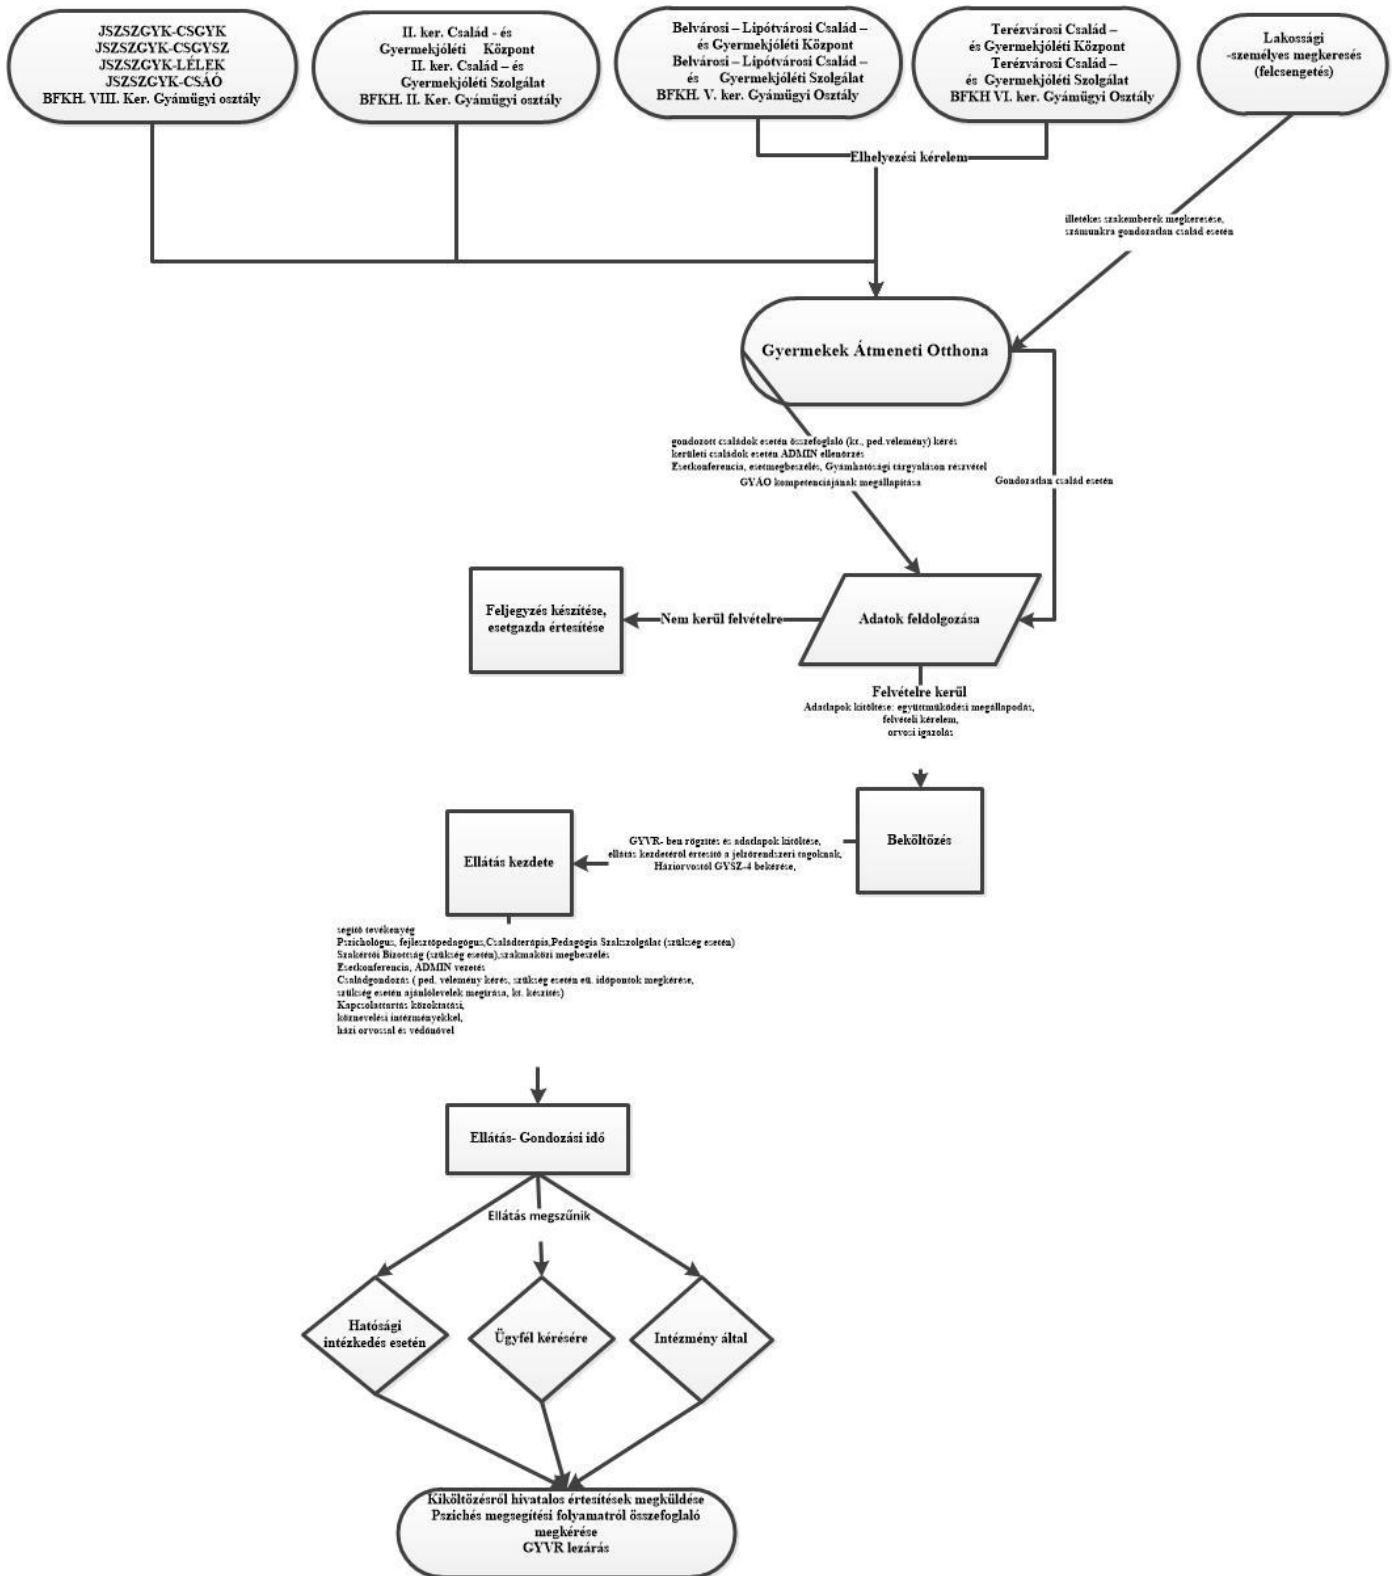 JSZSZGYK-CSGYK
JSZSZGYK-CSGYSZ
JSZSZGYK-LÉLEK
JSZSZGYK-CSÁÓ
BFKH. VIII. Ker. Gyámügyi osztály
II. ker. Család - és
Gyermekjóléti Központ
II. ker. Család – és
Gyermekjóléti Szolgálat
BFKH. II. Ker. Gyámügyi osztály
Belvárosi – Lipótvárosi Család –
és Gyermekjóléti Központ
Belvárosi – Lipótvárosi Család –
és Gyermekjóléti Szolgálat
BFKH. V. ker. Gyámügyi Osztály
Terézvárosi Család –
és Gyermekjóléti Központ
Terézvárosi Család –
és Gyermekjóléti Szolgálat
BFKH VI. ker. Gyámügyi Osztály
Lakossági
-személyes megkeresés
(felcsengetés)
Elhelyezési kérelem
illetékes szakemberek megkeresése,
számunkra gondozatlan család esetén
Gyermekek Átmeneti Otthona
gondozott családok esetén összefoglaló (kt., ped.vélemény) kérés
kerületi családok esetén ADMIN ellenőrzés
Esetkonferencia, esetmegbeszélés, Gyámhatósági tárgyaláson részvétel
GYÁO kompetenciájának megállapítása
Gondozatlan család esetén
Feljegyzés készítése,
esetgazda értesítése
Nem kerül felvételre
Adatok feldolgozása
Felvételre kerül
Adatlapok kitöltése: együttműködési megállapodás,
felvételi kérelem,
orvosi igazolás
Beköltözés
GYVR- ben rögzítés és adatlapok kitöltése,
ellátás kezdetéről értesítő a jelzőrendszeri tagoknak,
Háziorvostól GYSZ-4 bekérése,
Ellátás kezdete
segítő tevékenyég
Pszichológus, fejlesztőpedagógus,Családterápia,Pedagógia Szakszolgálat (szükség esetén)
Szakértői Bizottság (szükség esetén),szakmaközi megbeszélés
Esetkonferencia, ADMIN vezetés
Családgondozás ( ped. vélemény kérés, szükség esetén eü. időpontok megkérése,
szükség esetén ajánlólevelek megírása, kt. készítés)
Kapcsolattartás közoktatási,
köznevelési intézményekkel,
házi orvossal és védőnővel
Ellátás- Gondozási idő
Ellátás megszűnik
Hatósági
intézkedés esetén
Ügyfél kérésére
Intézmény által
Kiköltözésről hivatalos értesítések megküldése
Pszichés megsegítési folyamatról összefoglaló
megkérése
GYVR lezárás